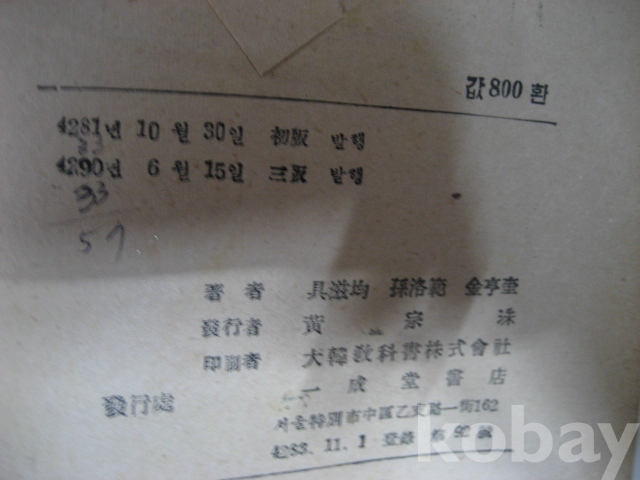 값 800 환
4281년 10 월 30일 初版 발행
4290년 6 월 15일 三版 발행
33
57
著者 具滋均 孫洛範 金亨奎
發行者 黃 宗 洙
印刷者 大韓敎科書株式會社
發行處 一成堂書店
서울特別市中區乙支路一街162
4283. 11. 1 登錄
kobay